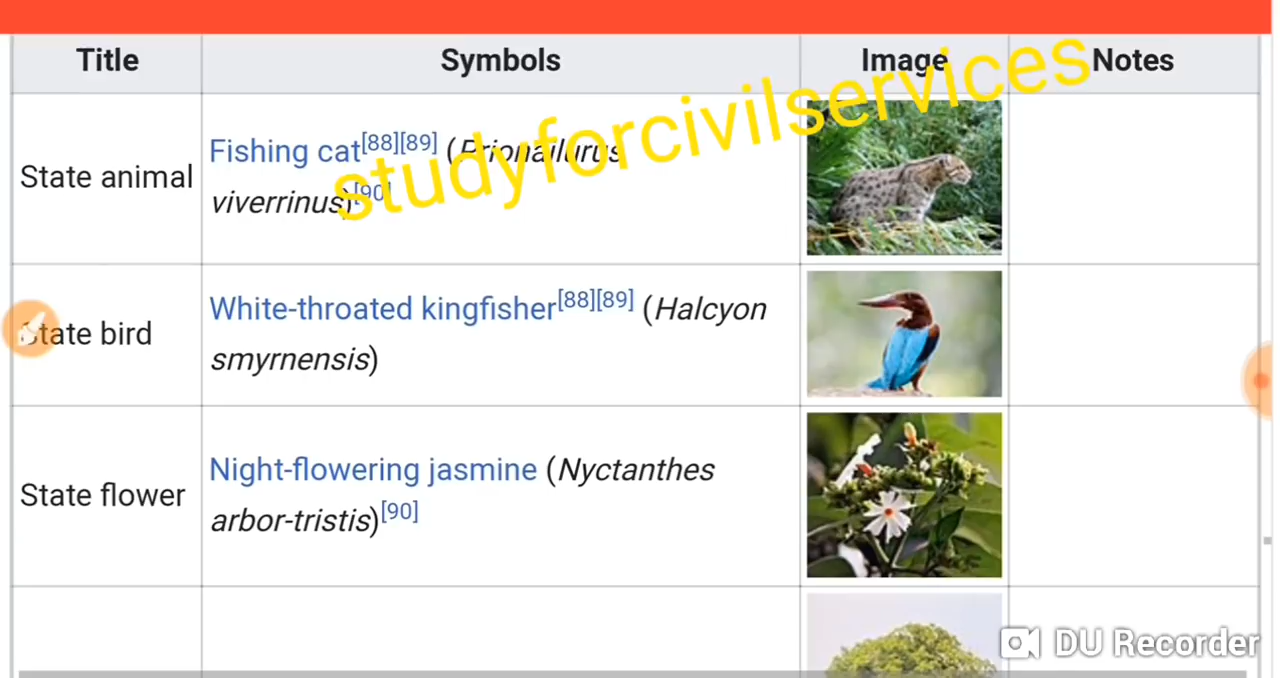 Title Symbols Image Notes
studyforcivilservices
State animal
Fishing cat[88][89] (Prionailurus
viverrinus)[90]
State bird
White-throated kingfisher[88][89] (Halcyon
smyrnensis)
State flower
Night-flowering jasmine (Nyctanthes
arbor-tristis)[90]
DU Recorder